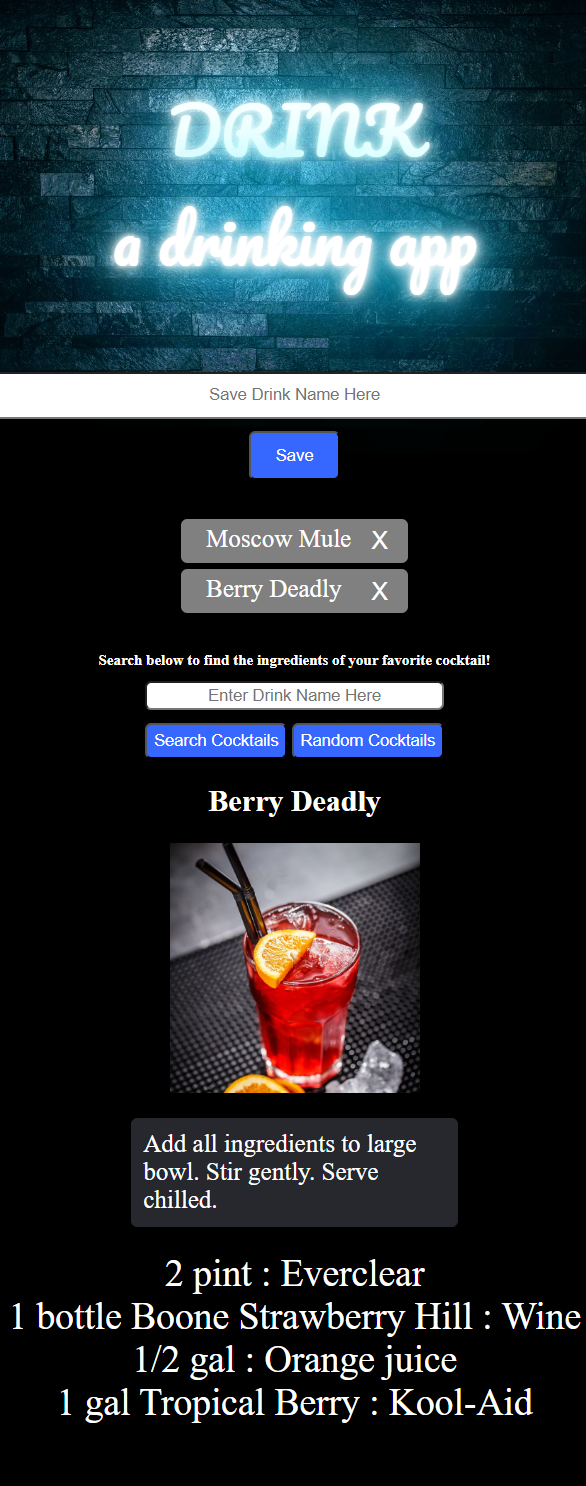 DRINK
a drinking app
Save Drink Name Here
Save
Moscow Mule X
Berry Deadly X
Search below to find the ingredients of your favorite cocktail!
Enter Drink Name Here
Search Cocktails Random Cocktails
Berry Deadly
Add all ingredients to large
bowl. Stir gently. Serve
chilled.
2 pint : Everclear
1 bottle Boone Strawberry Hill : Wine
1/2 gal : Orange juice
1 gal Tropical Berry : Kool-Aid